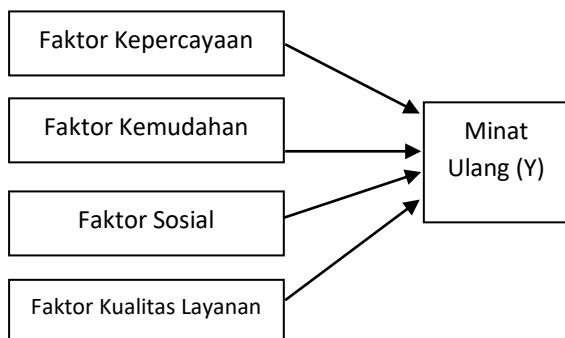 Faktor Kepercayaan
Faktor Kemudahan
Faktor Sosial
Faktor Kualitas Layanan
Minat
Ulang (Y)